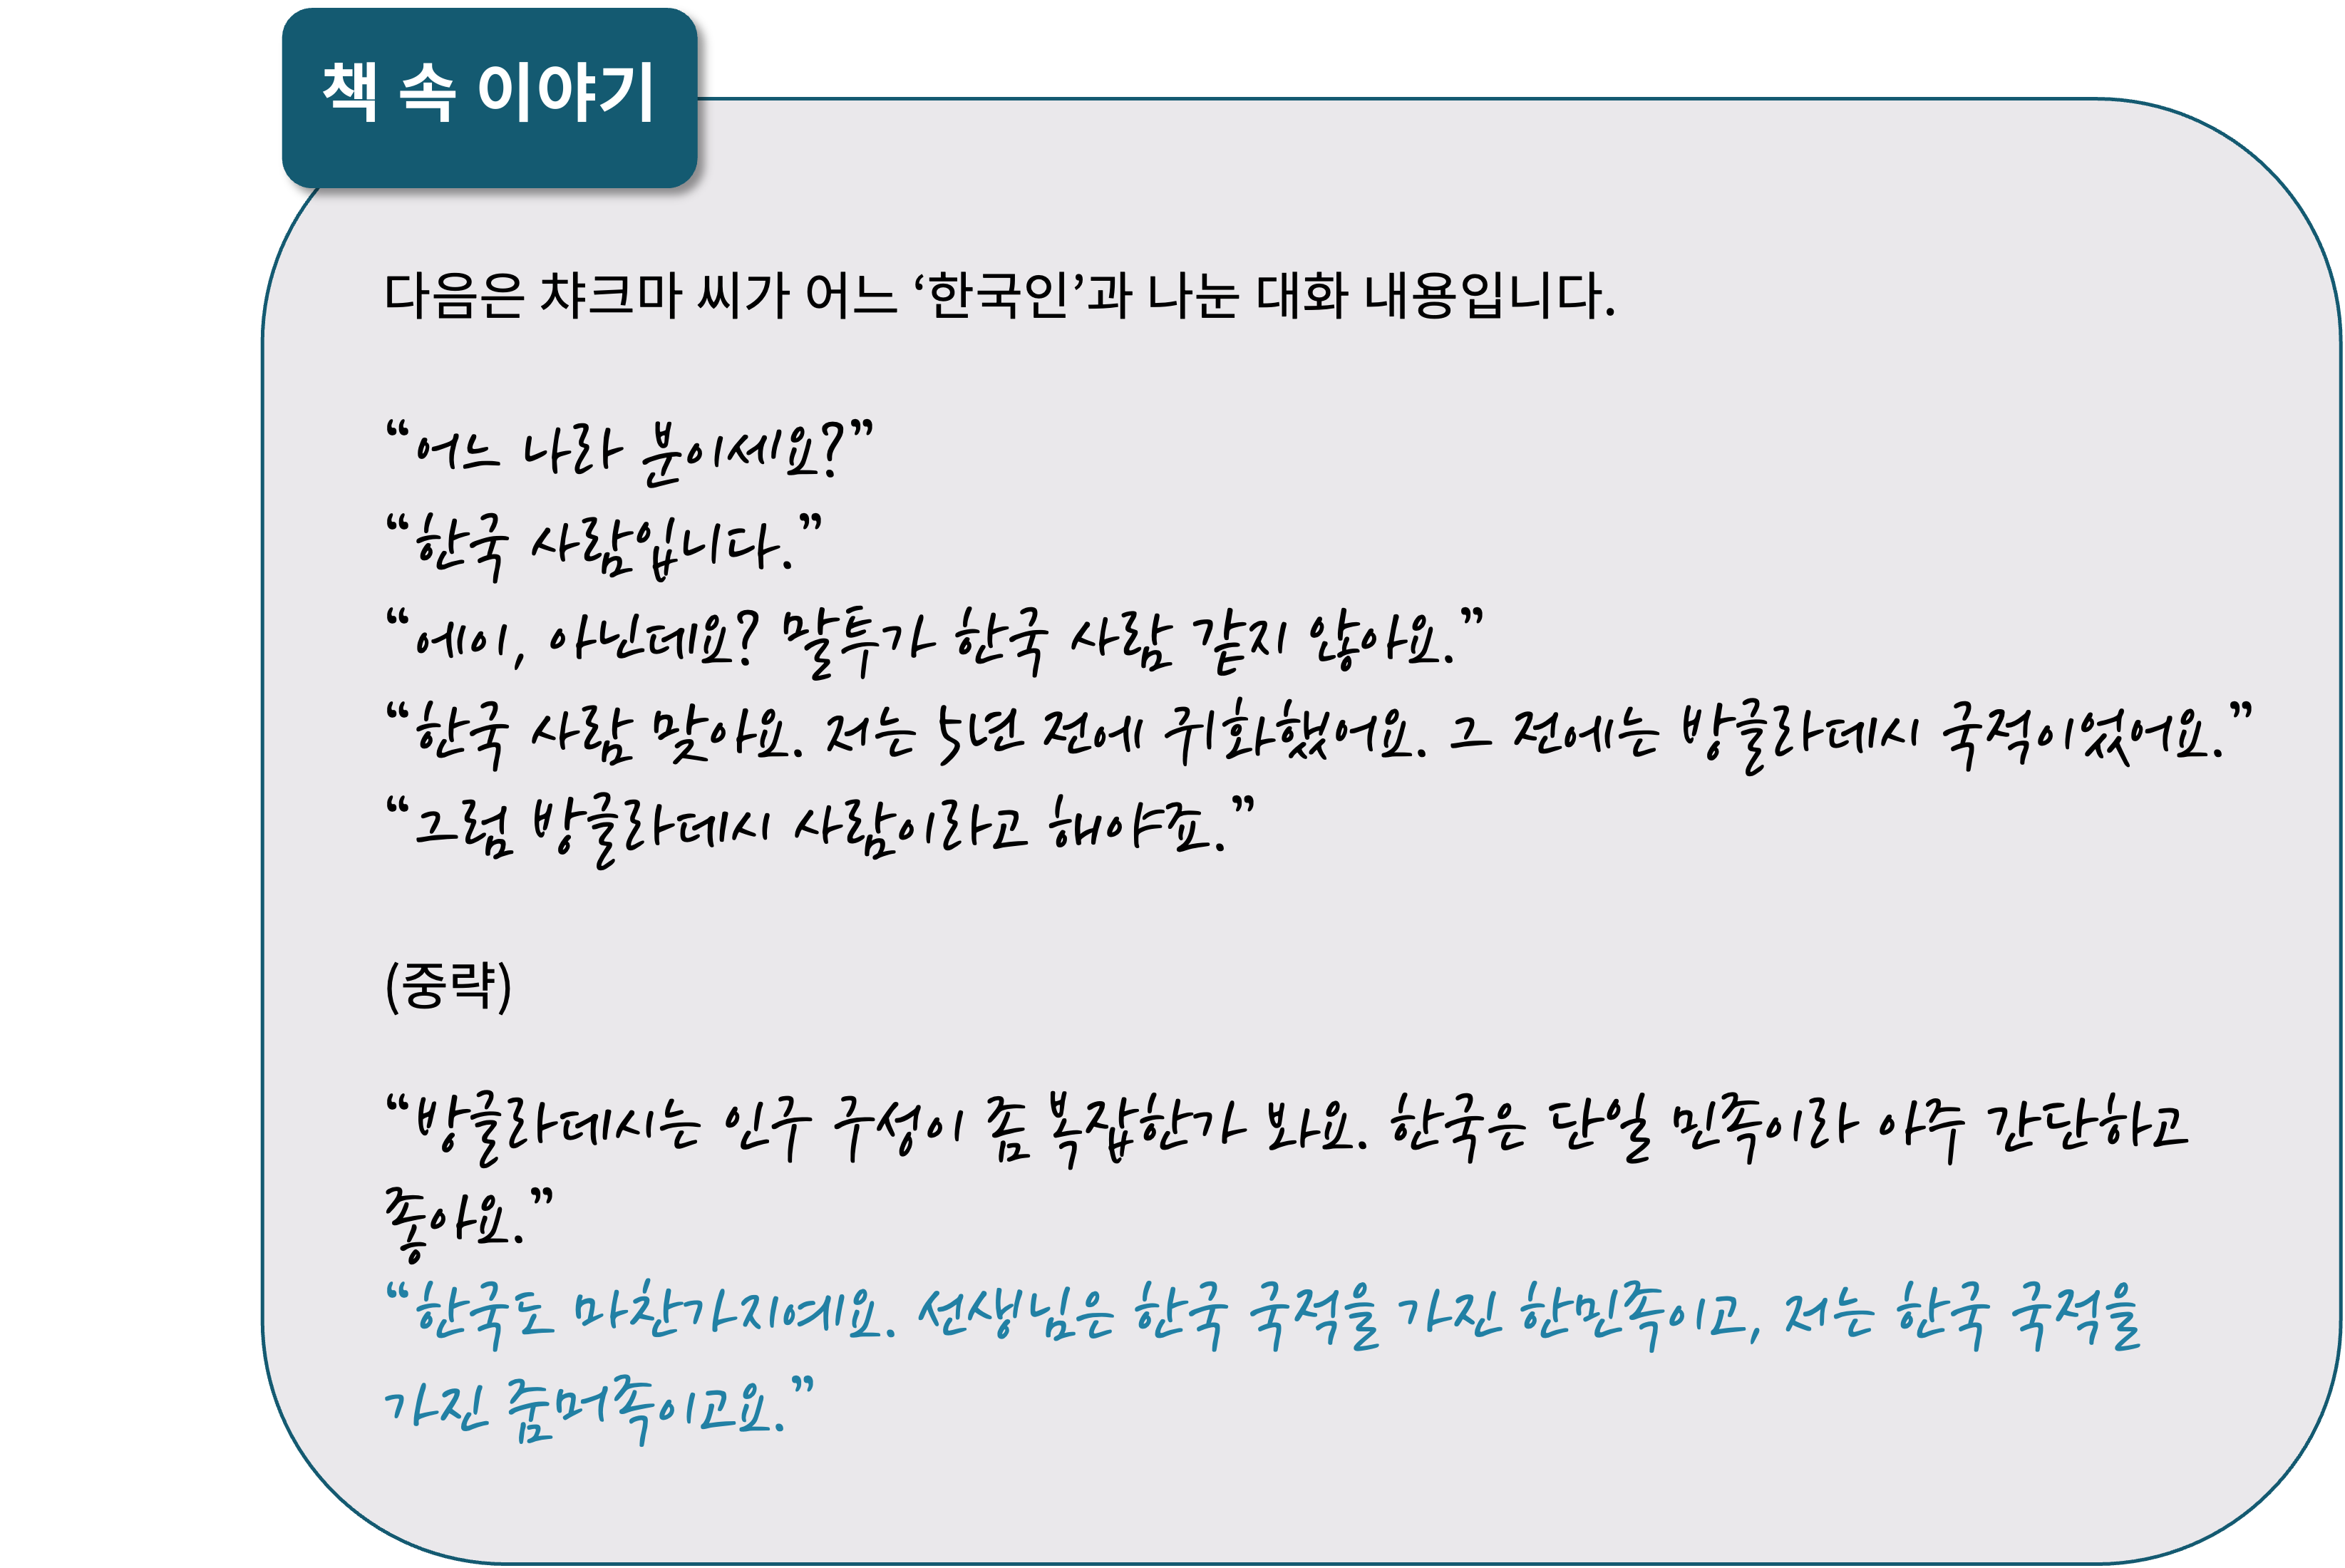 책 속 이야기
다음은 챠크마 씨가 어느 ‘한국인’과 나눈 대화 내용입니다.
“어느 나라 분이세요?”
“한국 사람입니다.”
“에이, 아닌데요? 말투가 한국 사람 같지 않아요.”
“한국 사람 맞아요. 저는 5년 전에 귀화했어요. 그 전에는 방글라데시 국적이었어요.”
“그럼 방글라데시 사람이라고 해야죠.”
(중략)
“방글라데시는 인구 구성이 좀 복잡한가 봐요. 한국은 단일 민족이라 아주 간단하고
좋아요.”
“한국도 마찬가지예요. 선생님은 한국 국적을 가진 한민족이고, 저는 한국 국적을
가진 줌머족이고요.”